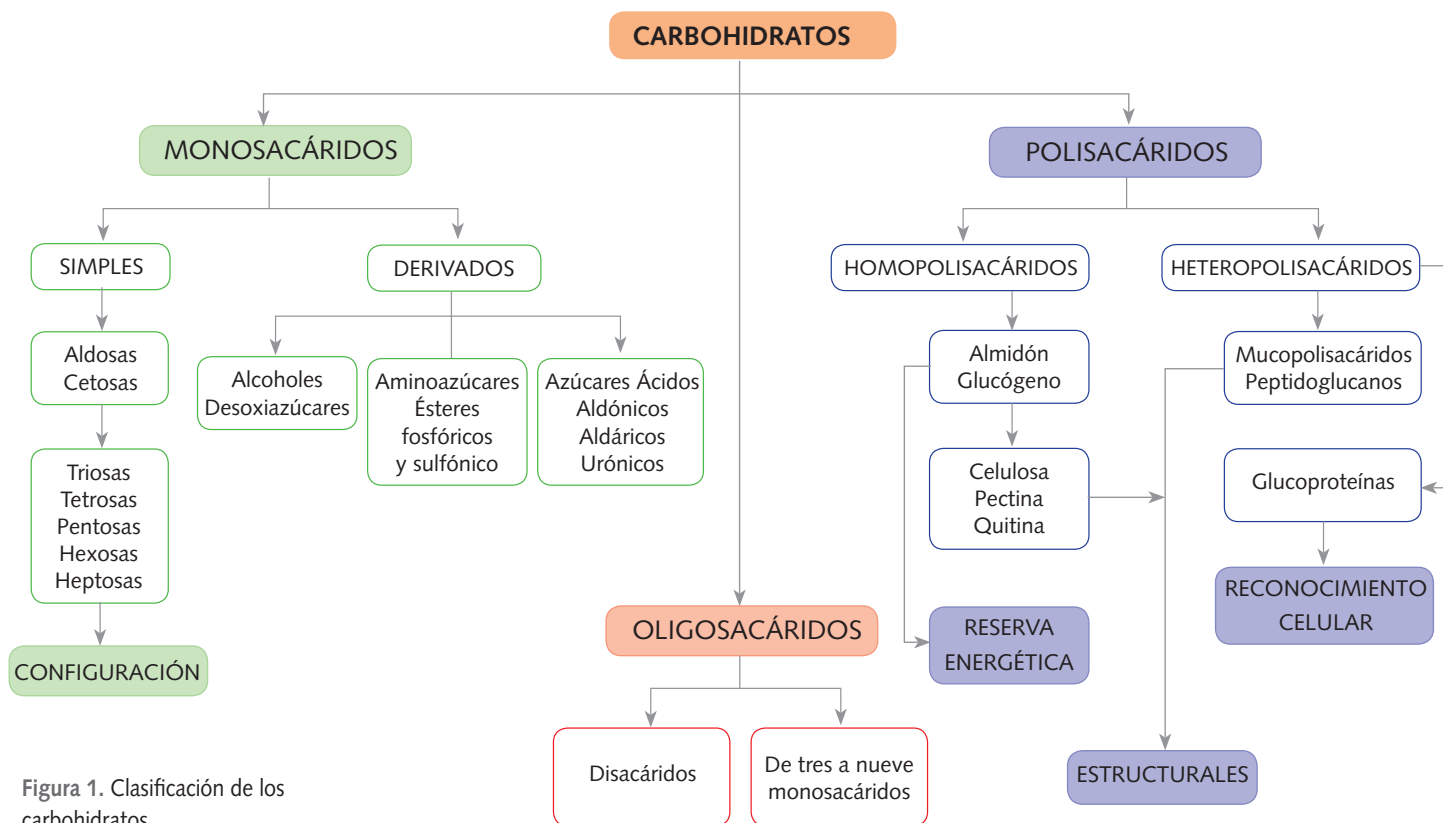 CARBOHIDRATOS
MONOSACÁRIDOS
POLISACÁRIDOS
SIMPLES
DERIVADOS
HOMOPOLISACÁRIDOS
HETEROPOLISACÁRIDOS
Aldosas
Cetosas
Alcoholes
Desoxiazúcares
Aminoazúcares
Ésteres
fosfóricos
y sulfónico
Azúcares Ácidos
Aldónicos
Aldáricos
Urónicos
Almidón
Glucógeno
Mucopolisacáridos
Peptidoglucanos
Triosas
Tetrosas
Pentosas
Hexosas
Heptosas
Celulosa
Pectina
Quitina
Glucoproteínas
CONFIGURACIÓN
OLIGOSACÁRIDOS
RESERVA
ENERGÉTICA
RECONOCIMIENTO
CELULAR
Disacáridos
De tres a nueve
monosacáridos
ESTRUCTURALES
Figura 1. Clasificación de los
carbohidratos